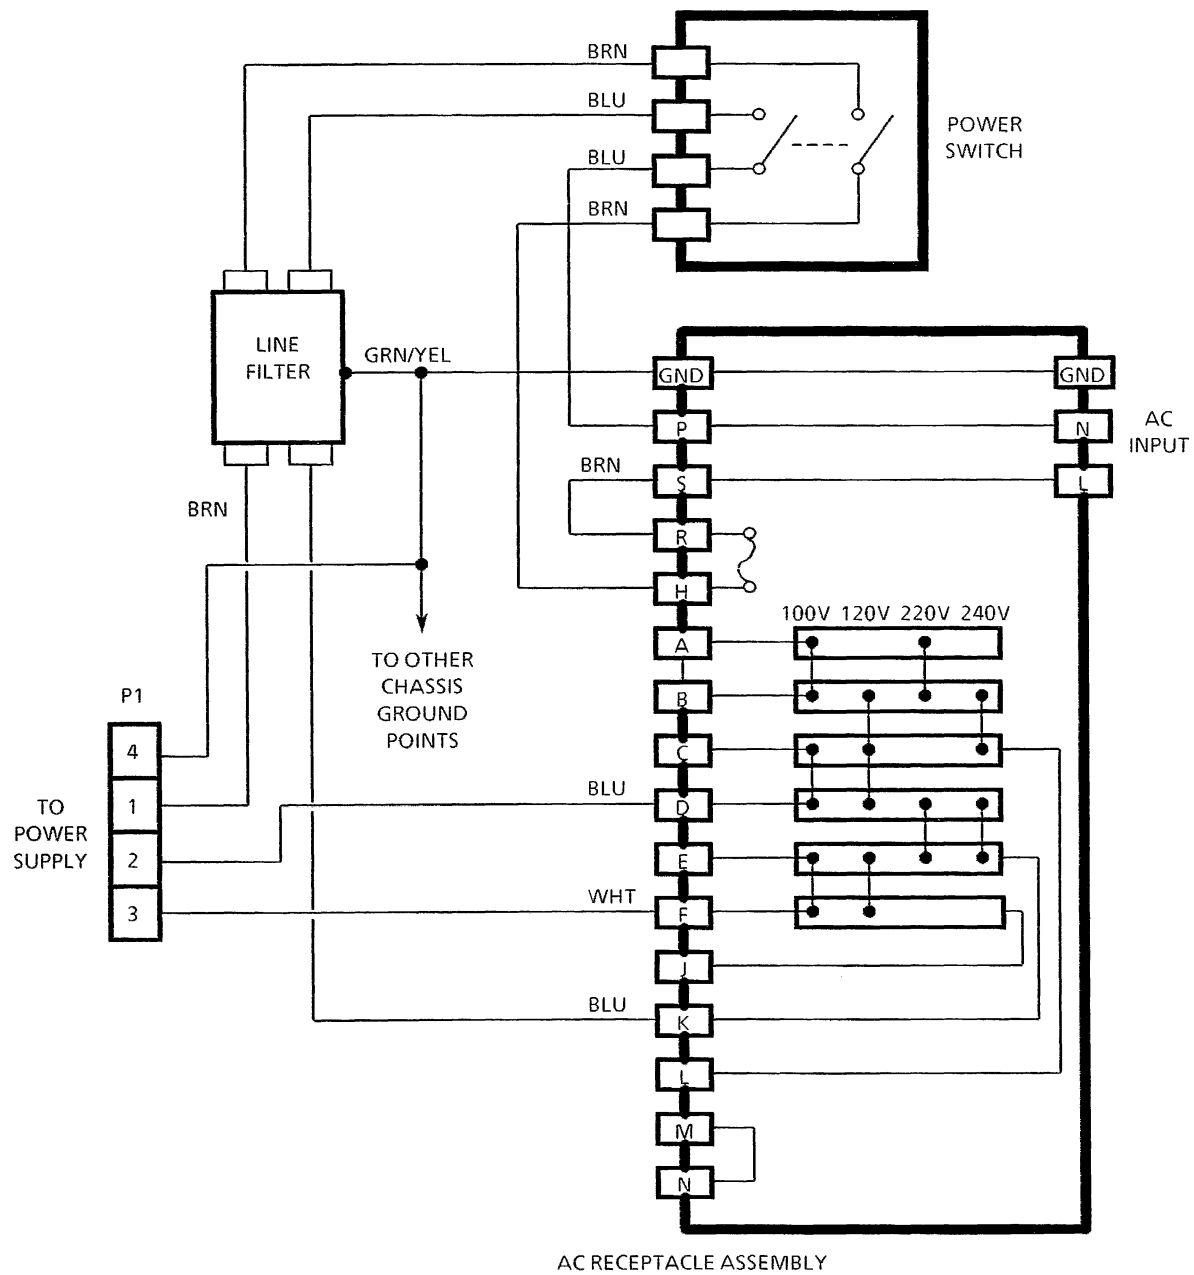 BRN
BLU
BLU
BRN
POWER
SWITCH
LINE
FILTER
GRN/YEL
GND
GND
P
N
AC
INPUT
BRN
S
L
BRN
R
H
100V 120V 220V 240V
A
TO OTHER
CHASSIS
GROUND
POINTS
B
P1
4
C
TO
POWER
SUPPLY
1
BLU
D
2
E
3
WHT
F
J
BLU
K
L
M
N
AC RECEPTACLE ASSEMBLY